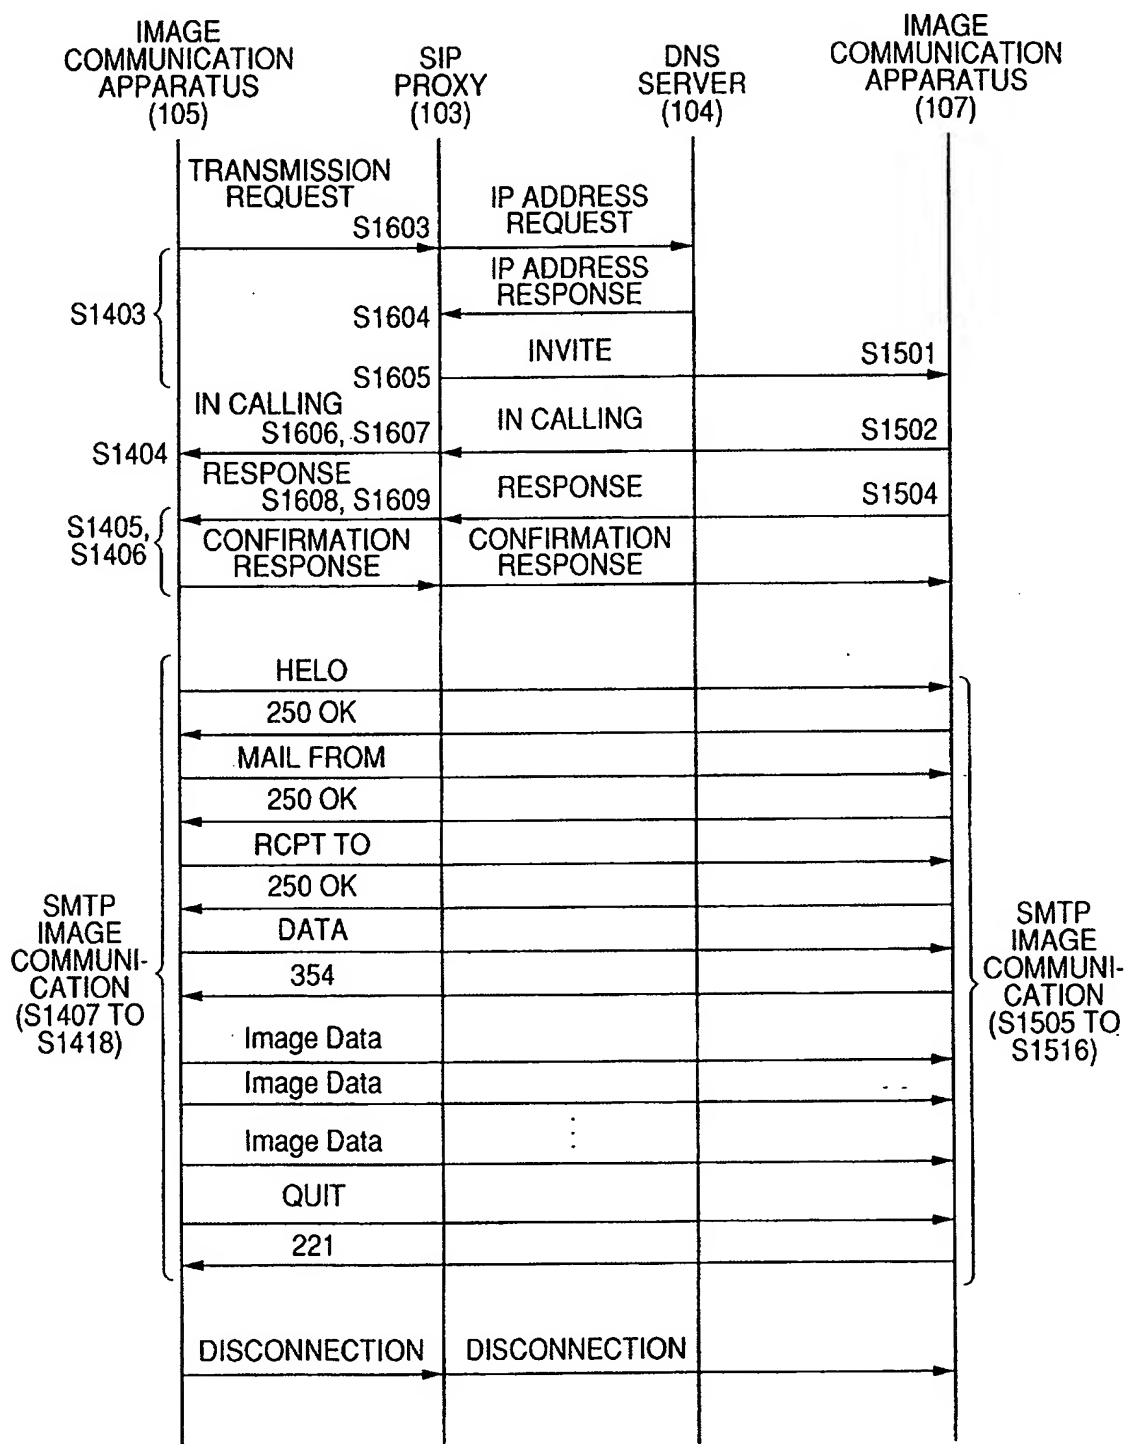 IMAGE
COMMUNICATION
APPARATUS
(105)
SIP
PROXY
(103)
DNS
SERVER
(104)
IMAGE
COMMUNICATION
APPARATUS
(107)
TRANSMISSION
REQUEST
S1603
IP ADDRESS
REQUEST
S1403
IP ADDRESS
RESPONSE
S1604
INVITE
S1501
S1605
IN CALLING
S1606, S1607
IN CALLING
S1502
S1404
RESPONSE
S1608, S1609
RESPONSE
S1504
S1405,
S1406
CONFIRMATION
RESPONSE
CONFIRMATION
RESPONSE
HELO
250 OK
MAIL FROM
250 OK
RCPT TO
250 OK
DATA
354
SMTP
IMAGE
COMMUNI-
CATION
(S1407 TO
S1418)
SMTP
IMAGE
COMMUNI-
CATION
(S1505 TO
S1516)
Image Data
Image Data
Image Data
QUIT
221
DISCONNECTION
DISCONNECTION